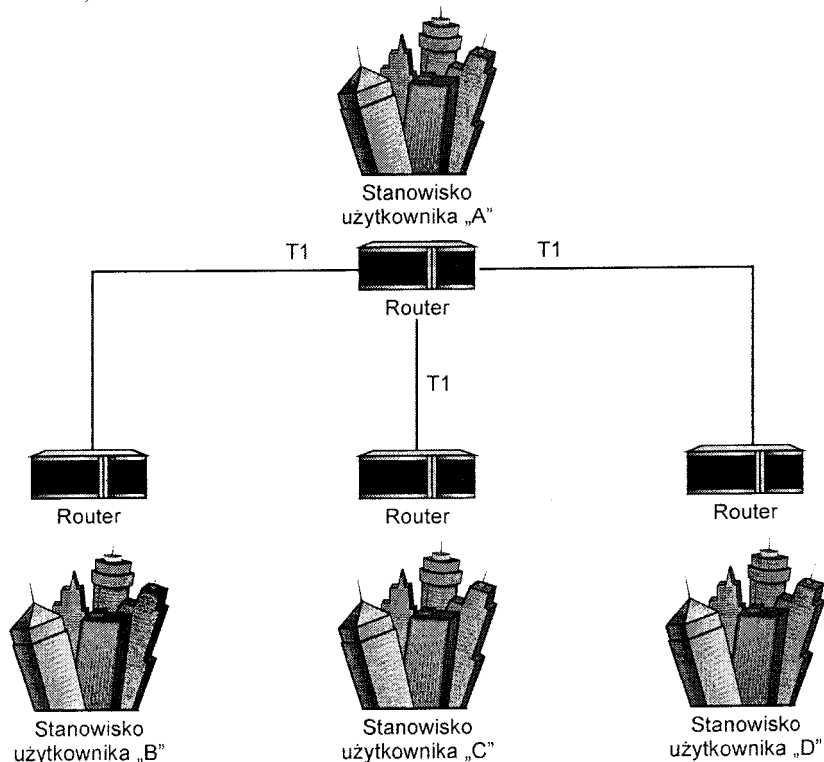 Stanowisko
użytkownika „A”
T1
T1
Router
T1
Router
Router
Router
Stanowisko
użytkownika „B”
Stanowisko
użytkownika „C”
Stanowisko
użytkownika „D”